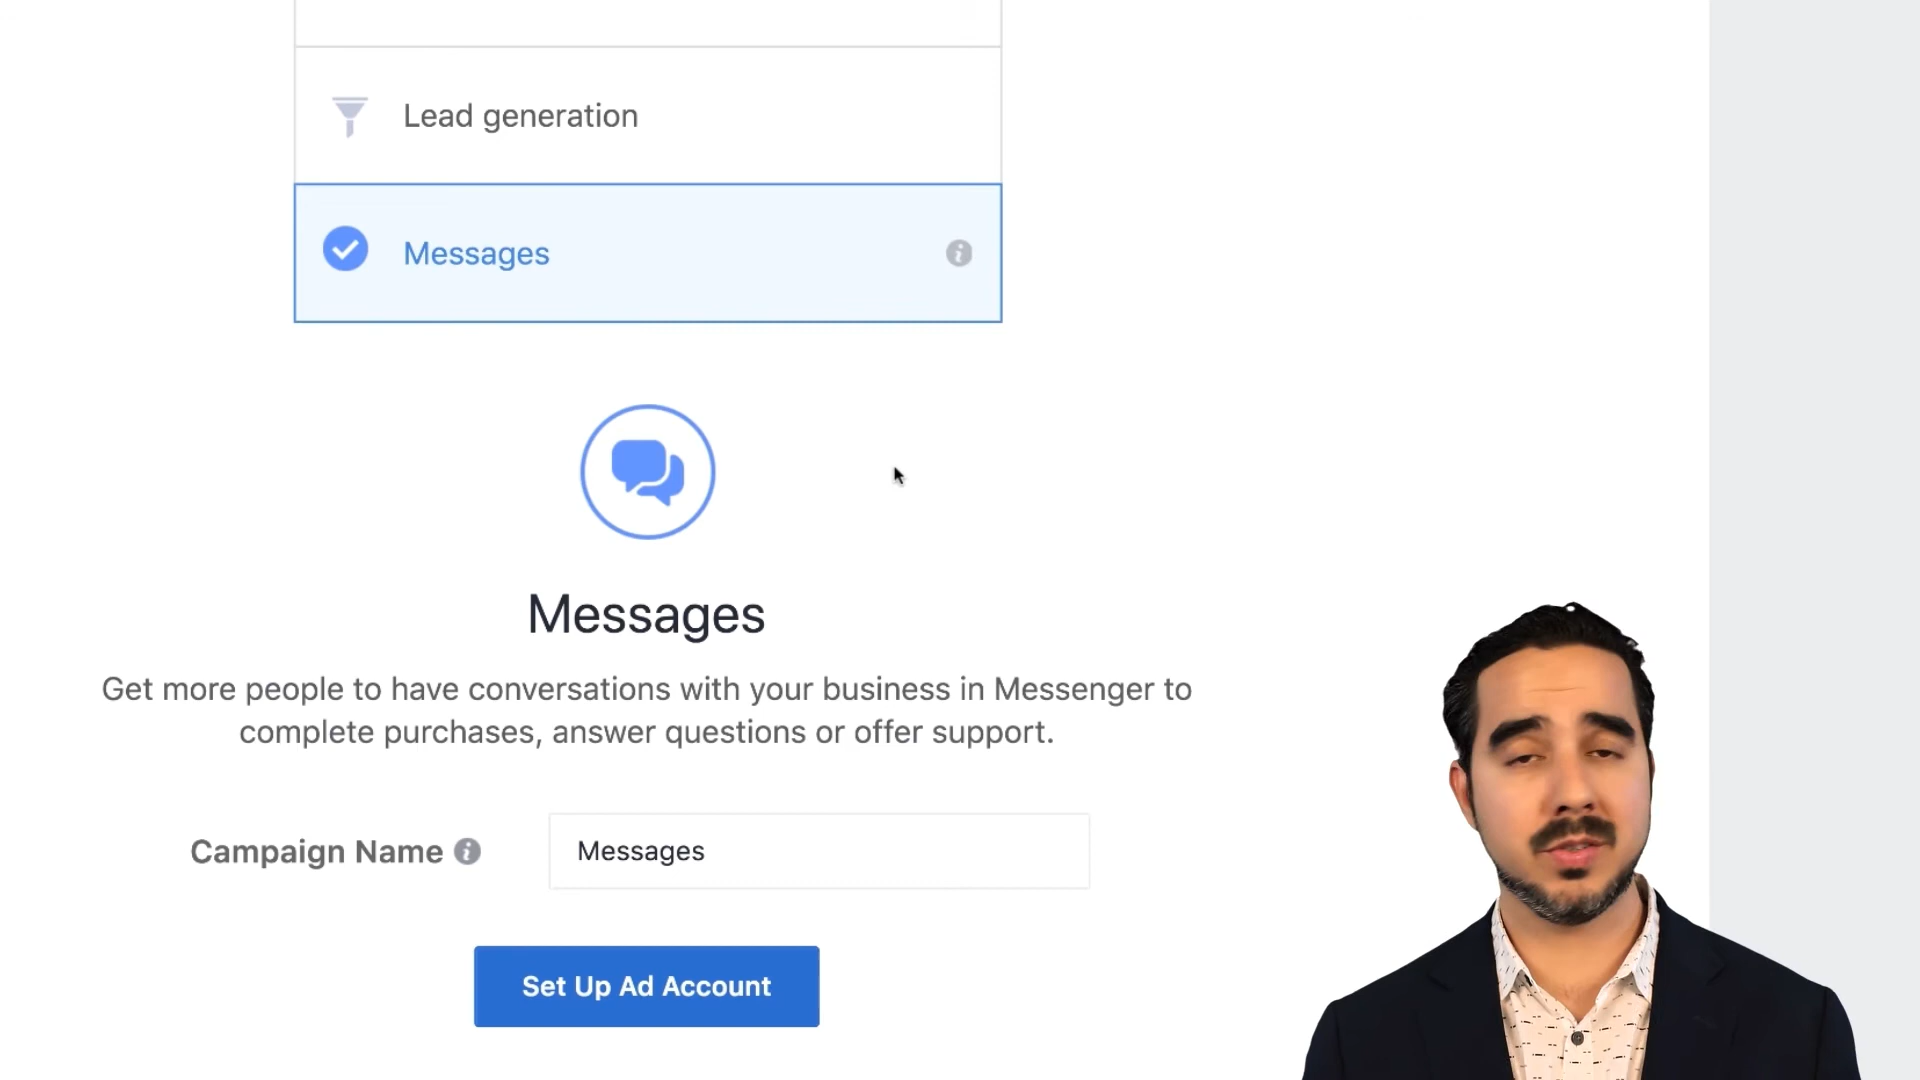 Lead generation
Messages
Messages
Get more people to have conversations with your business in Messenger to
complete purchases, answer questions or offer support.
Campaign Name
Messages
Set Up Ad Account